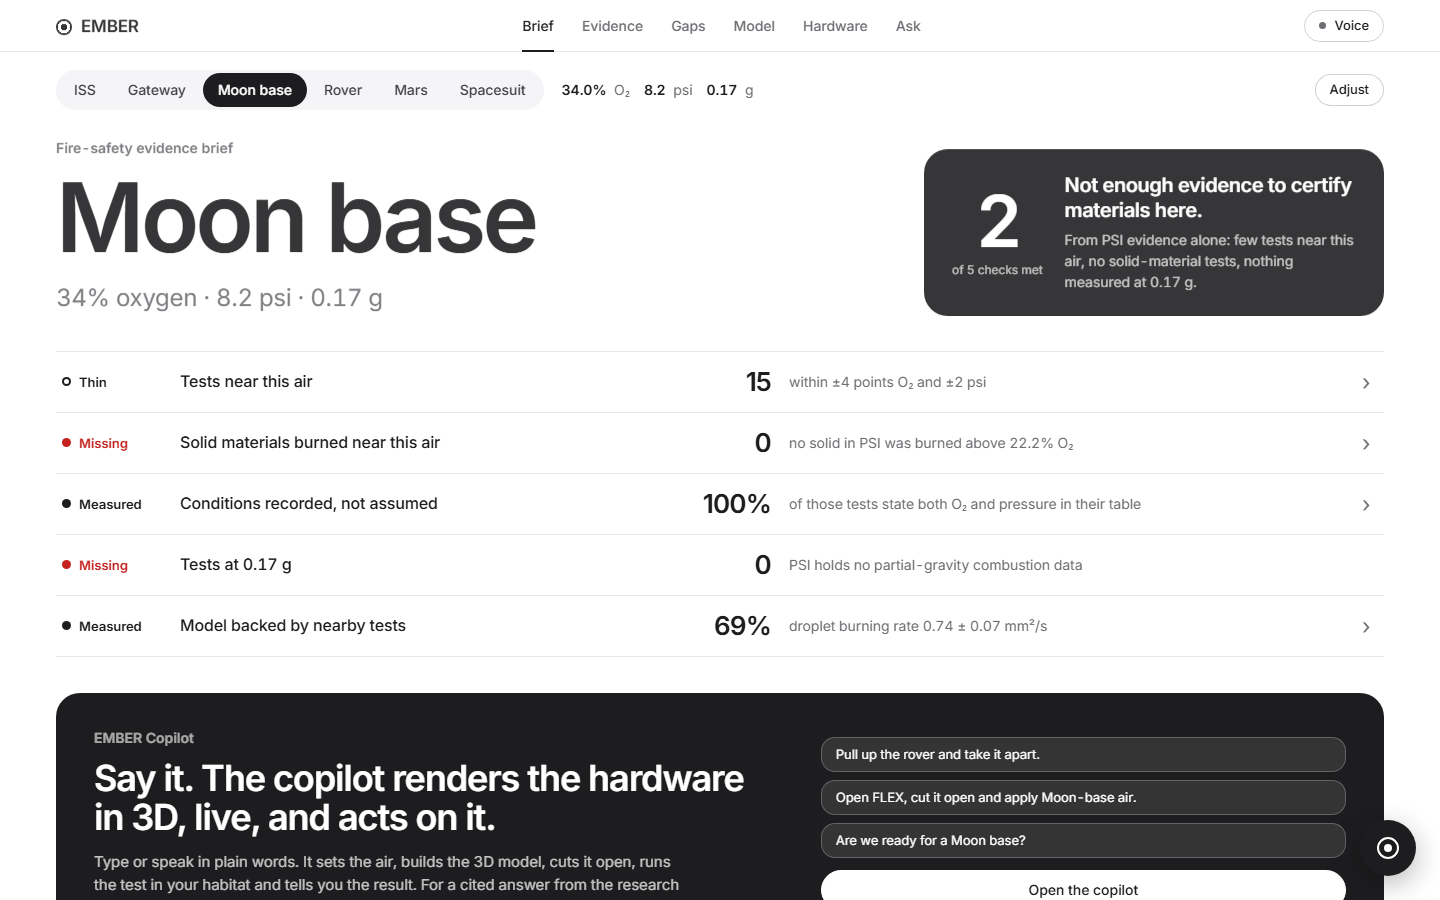 EMBER
Brief Evidence Gaps Model Hardware Ask
Voice
ISS Gateway Moon base Rover Mars Spacesuit
34.0% O₂ 8.2 psi 0.17 g
Adjust
Fire-safety evidence brief
Moon base
34% oxygen · 8.2 psi · 0.17 g
2
of 5 checks met
Not enough evidence to certify
materials here.
From PSI evidence alone: few tests near this
air, no solid-material tests, nothing
measured at 0.17 g.
Thin Tests near this air 15 within ±4 points O₂ and ±2 psi
Missing Solid materials burned near this air 0 no solid in PSI was burned above 22.2% O₂
Measured Conditions recorded, not assumed 100% of those tests state both O₂ and pressure in their table
Missing Tests at 0.17 g 0 PSI holds no partial-gravity combustion data
Measured Model backed by nearby tests 69% droplet burning rate 0.74 ± 0.07 mm²/s
EMBER Copilot
Say it. The copilot renders the hardware
in 3D, live, and acts on it.
Type or speak in plain words. It sets the air, builds the 3D model, cuts it open, runs
the test in your habitat and tells you the result. For a cited answer from the research
Pull up the rover and take it apart.
Open FLEX, cut it open and apply Moon-base air.
Are we ready for a Moon base?
Open the copilot